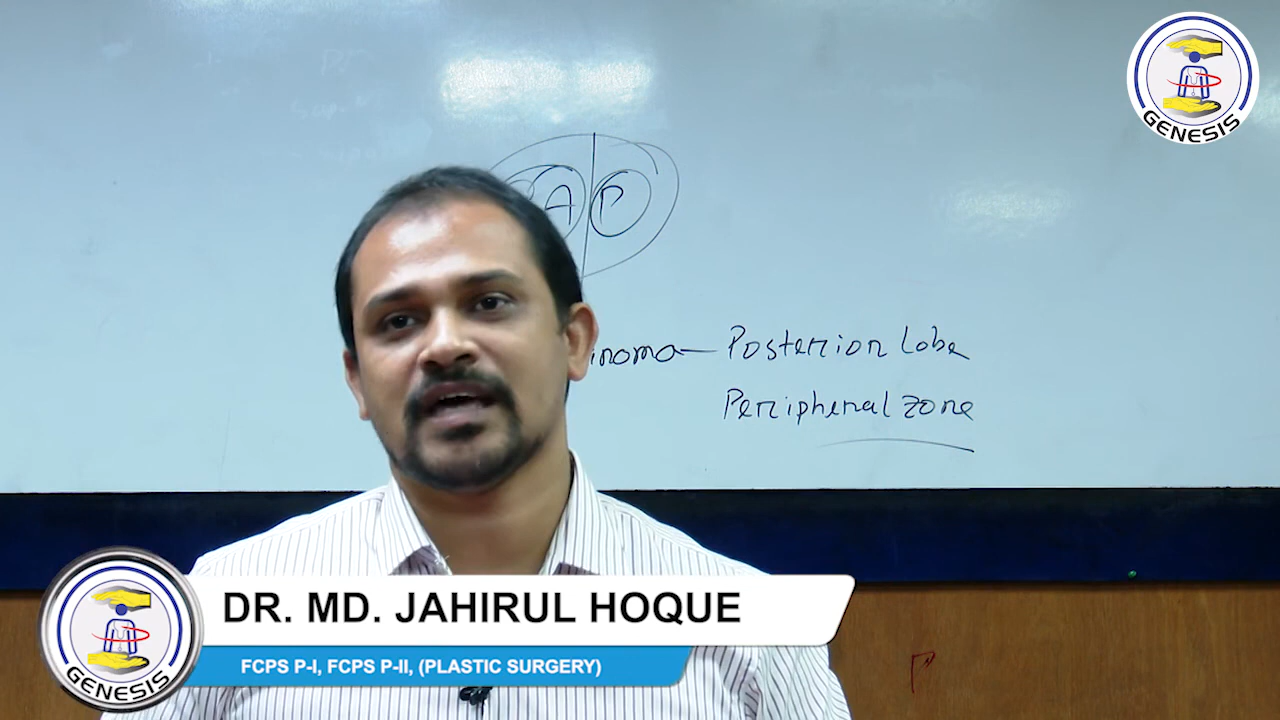 GENESIS
A P
inoma — Posterior Lobe
Peripheral zone
P
GENESIS
DR. MD. JAHIRUL HOQUE
FCPS P-I, FCPS P-II, (PLASTIC SURGERY)